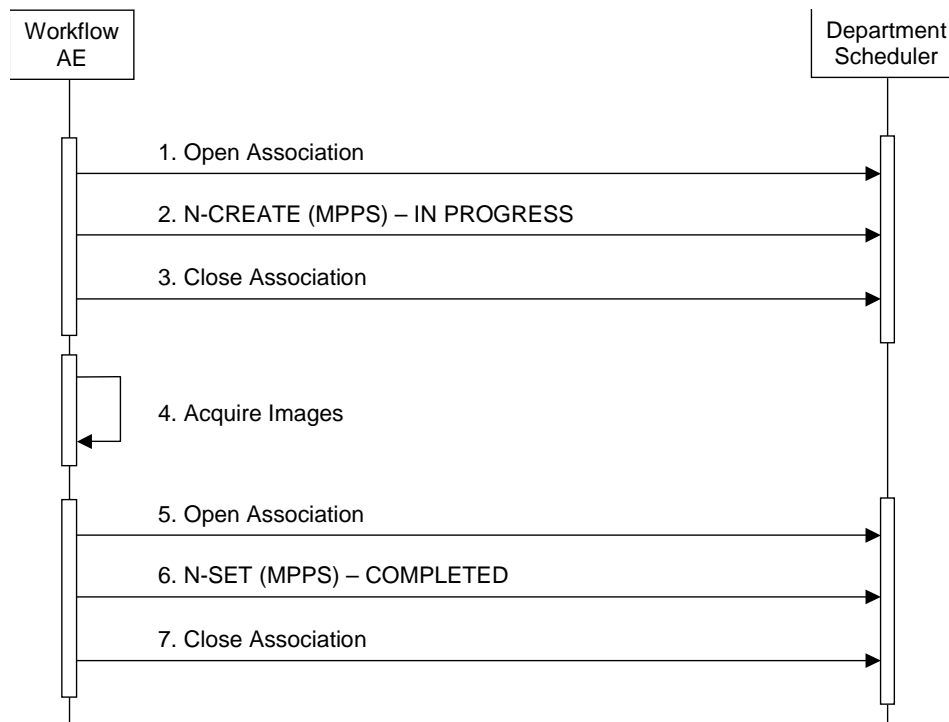 Workflow
AE
Department
Scheduler
1. Open Association
2. N-CREATE (MPPS) – IN PROGRESS
3. Close Association
4. Acquire Images
5. Open Association
6. N-SET (MPPS) – COMPLETED
7. Close Association